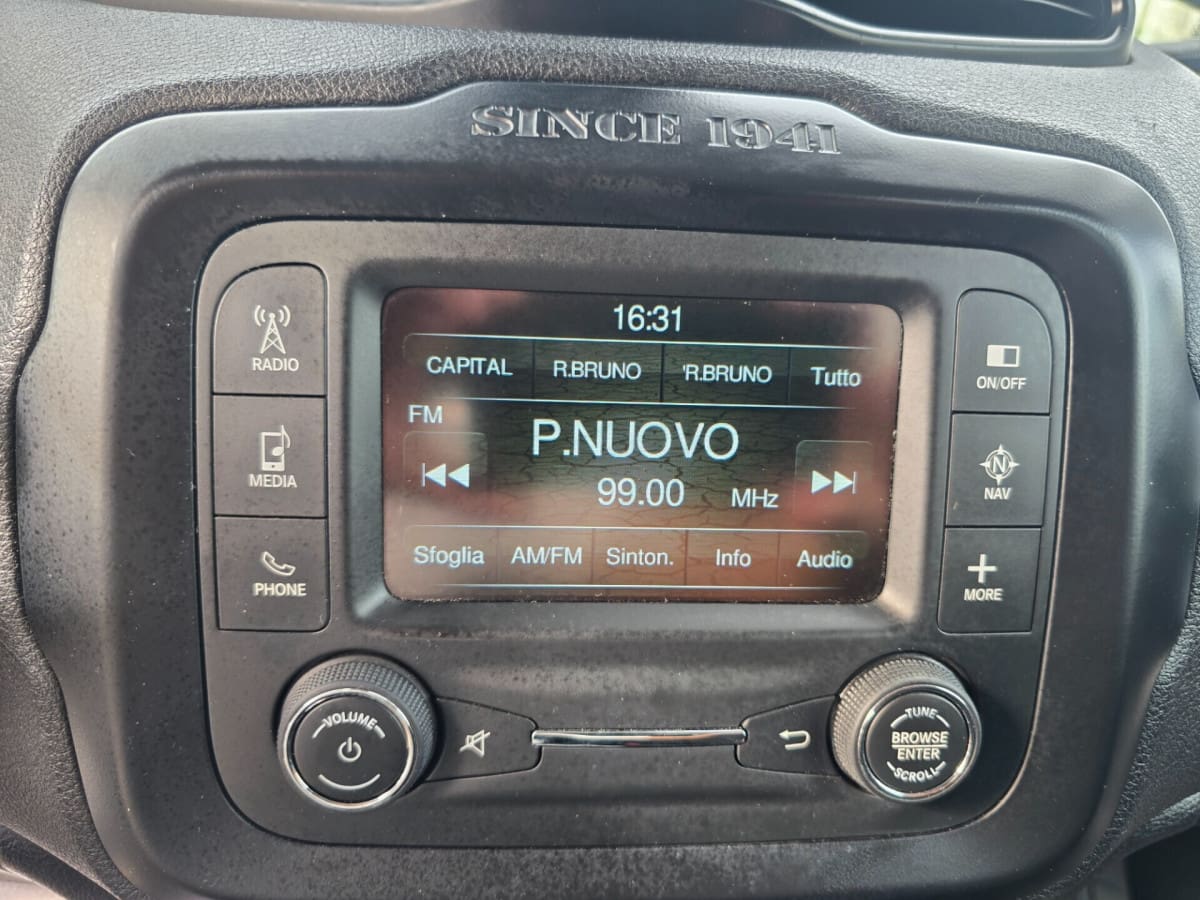 SINCE 1941
16:31
CAPITAL R.BRUNO 'R.BRUNO Tutto
FM
P.NUOVO
99.00 MHz
Sfoglia AM/FM Sinton. Info Audio
RADIO
MEDIA
PHONE
ON/OFF
N
NAV
MORE
VOLUME
TUNE
BROWSE
ENTER
SCROLL